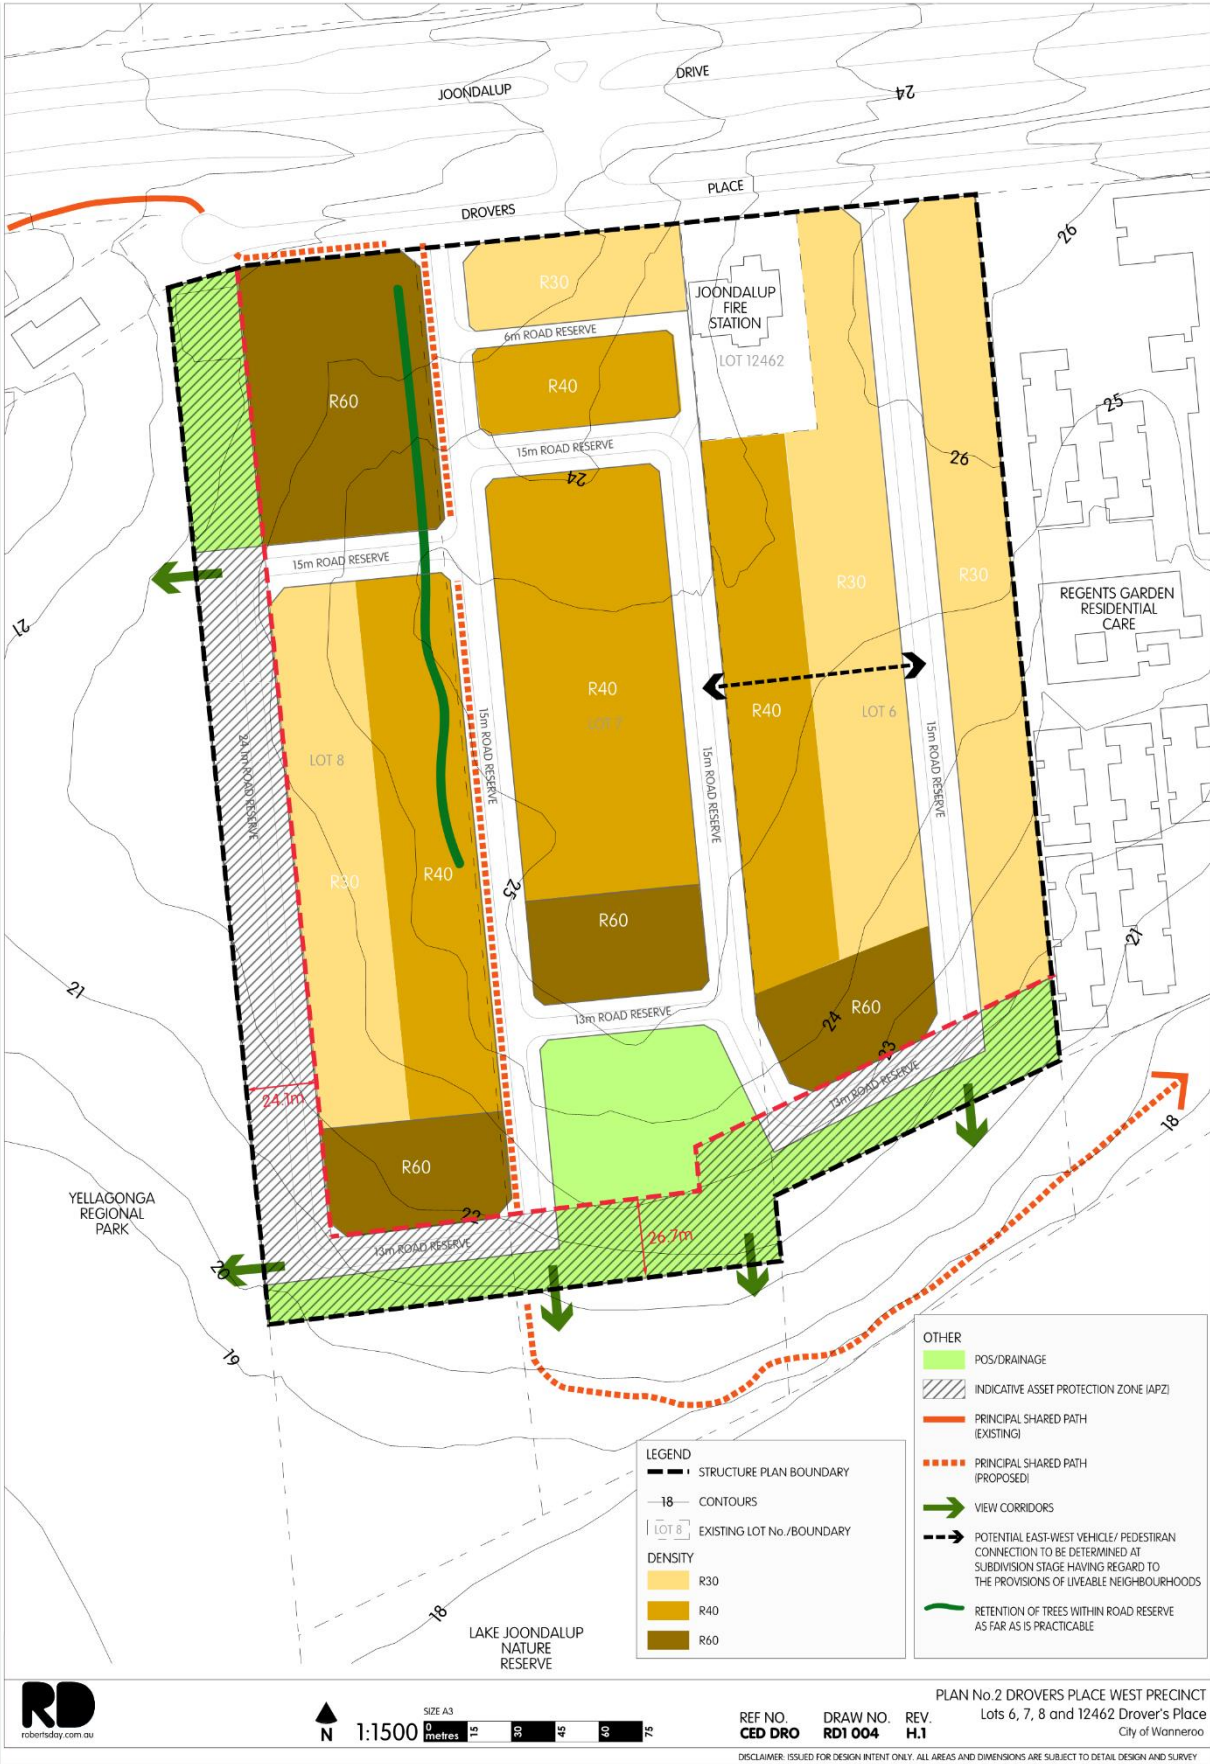 JOONDALUP
DRIVE
24
DROVERS
PLACE
26
R30
JOONDALUP
FIRE
STATION
LOT 12462
6m ROAD RESERVE
R40
R60
15m ROAD RESERVE
24
26
25
15m ROAD RESERVE
21
R30
R30
REGENTS GARDEN
RESIDENTIAL
CARE
R40
LOT 7
R40
LOT 6
15m ROAD RESERVE
15m ROAD RESERVE
15m ROAD RESERVE
24.1m ROAD RESERVE
LOT 8
R30
R40
25
R60
21
21
R60
24
23
13m ROAD RESERVE
13m ROAD RESERVE
24.1m
R60
18
YELLAGONGA
REGIONAL
PARK
22
13m ROAD RESERVE
26.7m
20
19
18
LAKE JOONDALUP
NATURE
RESERVE
LEGEND
STRUCTURE PLAN BOUNDARY
18 CONTOURS
LOT 8 EXISTING LOT No./BOUNDARY
DENSITY
R30
R40
R60
OTHER
POS/DRAINAGE
INDICATIVE ASSET PROTECTION ZONE (APZ)
PRINCIPAL SHARED PATH
(EXISTING)
PRINCIPAL SHARED PATH
(PROPOSED)
VIEW CORRIDORS
POTENTIAL EAST-WEST VEHICLE/ PEDESTIRAN
CONNECTION TO BE DETERMINED AT
SUBDIVISION STAGE HAVING REGARD TO
THE PROVISIONS OF LIVEABLE NEIGHBOURHOODS
RETENTION OF TREES WITHIN ROAD RESERVE
AS FAR AS IS PRACTICABLE
RD
robertsday.com.au
N
1:1500
SIZE A3
0 metres 15 30 45 60 75
REF NO. DRAW NO. REV.
CED DRO RD1 004 H.1
PLAN No.2 DROVERS PLACE WEST PRECINCT
Lots 6, 7, 8 and 12462 Drover's Place
City of Wanneroo
DISCLAIMER: ISSUED FOR DESIGN INTENT ONLY. ALL AREAS AND DIMENSIONS ARE SUBJECT TO DETAIL DESIGN AND SURVEY